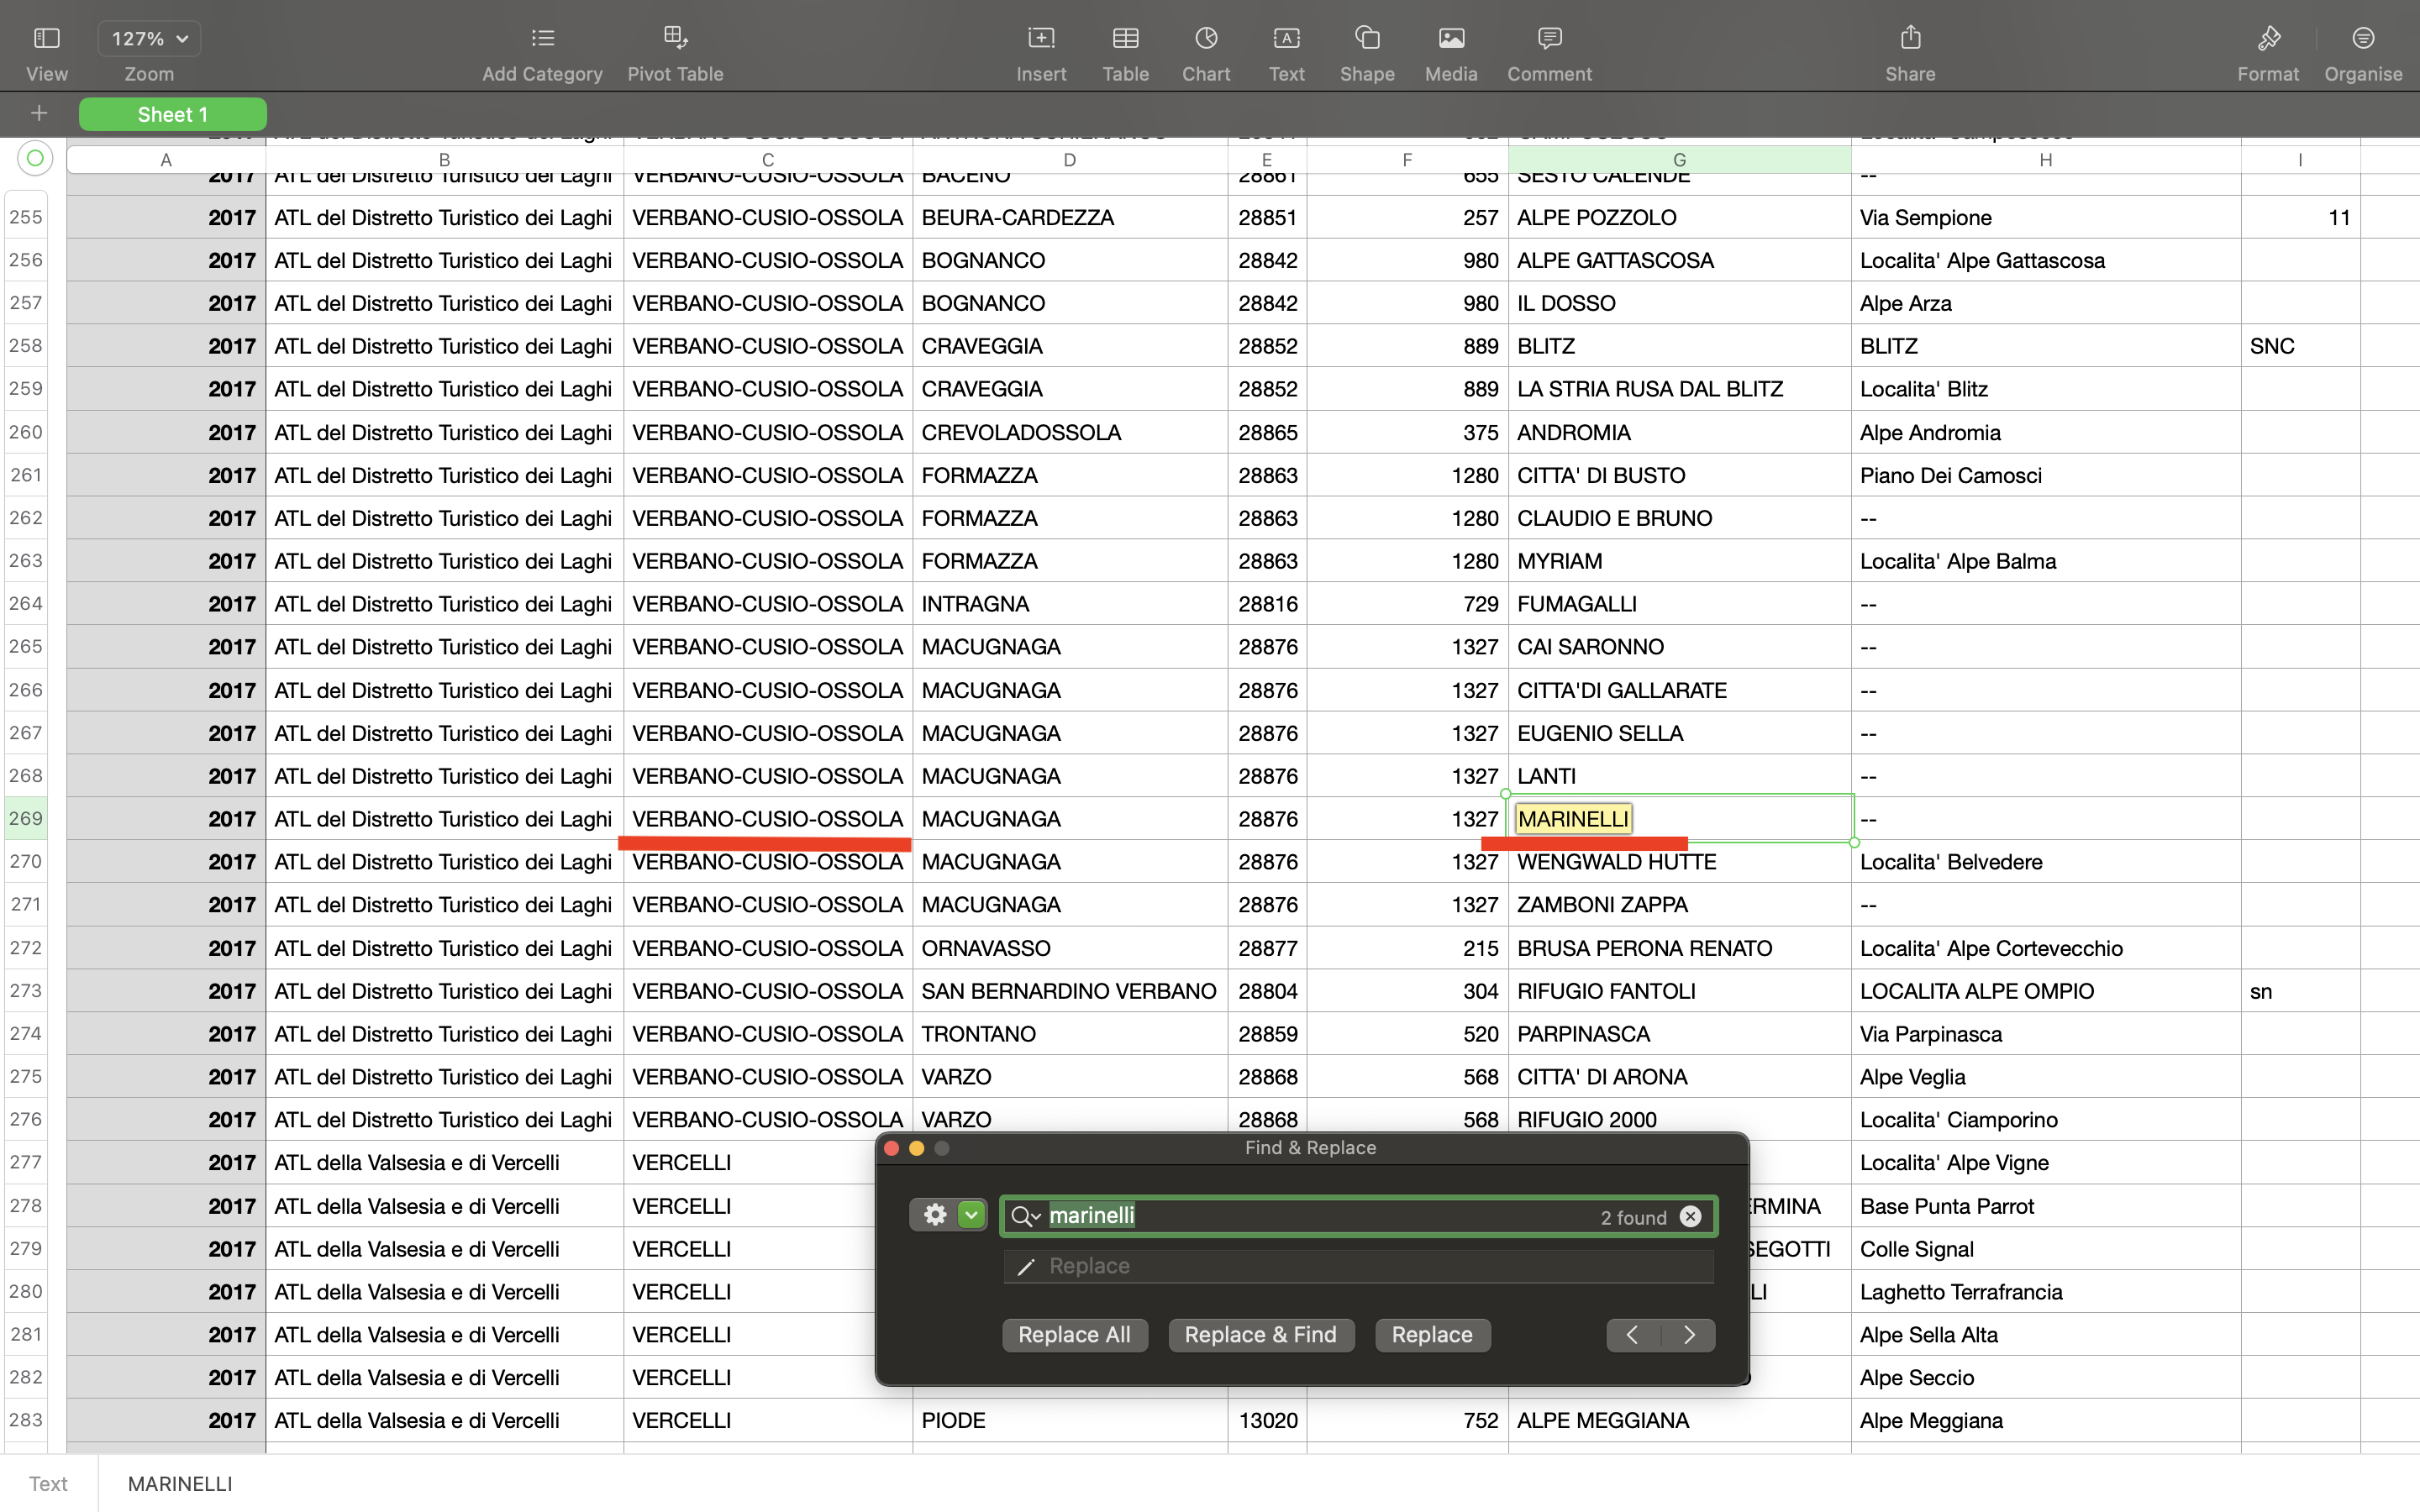 127%
View Zoom Add Category Pivot Table Insert Table Chart Text Shape Media Comment Share Format Organise
Sheet 1
A B C D E F G H I
2017 ATL del Distretto Turistico dei Laghi VERBANO-CUSIO-OSSOLA BACENO 28861 655 SESTO CALENDE --
255 2017 ATL del Distretto Turistico dei Laghi VERBANO-CUSIO-OSSOLA BEURA-CARDEZZA 28851 257 ALPE POZZOLO Via Sempione 11
256 2017 ATL del Distretto Turistico dei Laghi VERBANO-CUSIO-OSSOLA BOGNANCO 28842 980 ALPE GATTASCOSA Localita' Alpe Gattascosa
257 2017 ATL del Distretto Turistico dei Laghi VERBANO-CUSIO-OSSOLA BOGNANCO 28842 980 IL DOSSO Alpe Arza
258 2017 ATL del Distretto Turistico dei Laghi VERBANO-CUSIO-OSSOLA CRAVEGGIA 28852 889 BLITZ BLITZ SNC
259 2017 ATL del Distretto Turistico dei Laghi VERBANO-CUSIO-OSSOLA CRAVEGGIA 28852 889 LA STRIA RUSA DAL BLITZ Localita' Blitz
260 2017 ATL del Distretto Turistico dei Laghi VERBANO-CUSIO-OSSOLA CREVOLADOSSOLA 28865 375 ANDROMIA Alpe Andromia
261 2017 ATL del Distretto Turistico dei Laghi VERBANO-CUSIO-OSSOLA FORMAZZA 28863 1280 CITTA' DI BUSTO Piano Dei Camosci
262 2017 ATL del Distretto Turistico dei Laghi VERBANO-CUSIO-OSSOLA FORMAZZA 28863 1280 CLAUDIO E BRUNO --
263 2017 ATL del Distretto Turistico dei Laghi VERBANO-CUSIO-OSSOLA FORMAZZA 28863 1280 MYRIAM Localita' Alpe Balma
264 2017 ATL del Distretto Turistico dei Laghi VERBANO-CUSIO-OSSOLA INTRAGNA 28816 729 FUMAGALLI --
265 2017 ATL del Distretto Turistico dei Laghi VERBANO-CUSIO-OSSOLA MACUGNAGA 28876 1327 CAI SARONNO --
266 2017 ATL del Distretto Turistico dei Laghi VERBANO-CUSIO-OSSOLA MACUGNAGA 28876 1327 CITTA'DI GALLARATE --
267 2017 ATL del Distretto Turistico dei Laghi VERBANO-CUSIO-OSSOLA MACUGNAGA 28876 1327 EUGENIO SELLA --
268 2017 ATL del Distretto Turistico dei Laghi VERBANO-CUSIO-OSSOLA MACUGNAGA 28876 1327 LANTI --
269 2017 ATL del Distretto Turistico dei Laghi VERBANO-CUSIO-OSSOLA MACUGNAGA 28876 1327 MARINELLI --
270 2017 ATL del Distretto Turistico dei Laghi VERBANO-CUSIO-OSSOLA MACUGNAGA 28876 1327 WENGWALD HUTTE Localita' Belvedere
271 2017 ATL del Distretto Turistico dei Laghi VERBANO-CUSIO-OSSOLA MACUGNAGA 28876 1327 ZAMBONI ZAPPA --
272 2017 ATL del Distretto Turistico dei Laghi VERBANO-CUSIO-OSSOLA ORNAVASSO 28877 215 BRUSA PERONA RENATO Localita' Alpe Cortevecchio
273 2017 ATL del Distretto Turistico dei Laghi VERBANO-CUSIO-OSSOLA SAN BERNARDINO VERBANO 28804 304 RIFUGIO FANTOLI LOCALITA ALPE OMPIO sn
274 2017 ATL del Distretto Turistico dei Laghi VERBANO-CUSIO-OSSOLA TRONTANO 28859 520 PARPINASCA Via Parpinasca
275 2017 ATL del Distretto Turistico dei Laghi VERBANO-CUSIO-OSSOLA VARZO 28868 568 CITTA' DI ARONA Alpe Veglia
276 2017 ATL del Distretto Turistico dei Laghi VERBANO-CUSIO-OSSOLA VARZO 28868 568 RIFUGIO 2000 Localita' Ciamporino
277 2017 ATL della Valsesia e di Vercelli VERCELLI Localita' Alpe Vigne
278 2017 ATL della Valsesia e di Vercelli VERCELLI ERMINA Base Punta Parrot
279 2017 ATL della Valsesia e di Vercelli VERCELLI SEGOTTI Colle Signal
280 2017 ATL della Valsesia e di Vercelli VERCELLI LI Laghetto Terrafrancia
281 2017 ATL della Valsesia e di Vercelli VERCELLI Alpe Sella Alta
282 2017 ATL della Valsesia e di Vercelli VERCELLI Alpe Seccio
283 2017 ATL della Valsesia e di Vercelli VERCELLI PIODE 13020 752 ALPE MEGGIANA Alpe Meggiana
Find & Replace
marinelli 2 found
Replace
Replace All Replace & Find Replace
Text MARINELLI